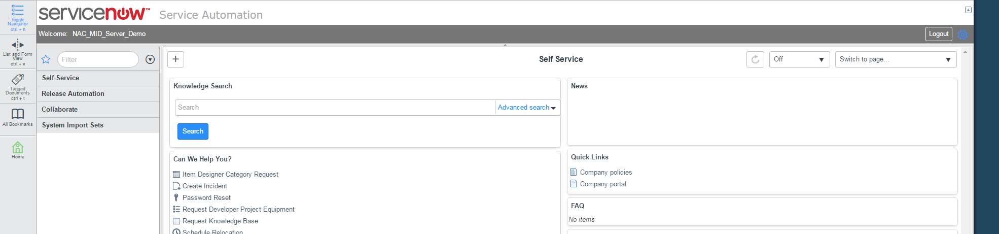 Toggle
Navigator
ctrl + n
List and Form
View
ctrl + v
Tagged
Documents
ctrl + t
All Bookmarks
Home
servicenow™ Service Automation
Welcome: NAC_MID_Server_Demo
Logout
Filter
Self-Service
Release Automation
Collaborate
System Import Sets
+
Self Service
Off
Switch to page...
Knowledge Search
Search
Advanced search
Search
Can We Help You?
Item Designer Category Request
Create Incident
Password Reset
Request Developer Project Equipment
Request Knowledge Base
Schedule Relocation
News
Quick Links
Company policies
Company portal
FAQ
No items